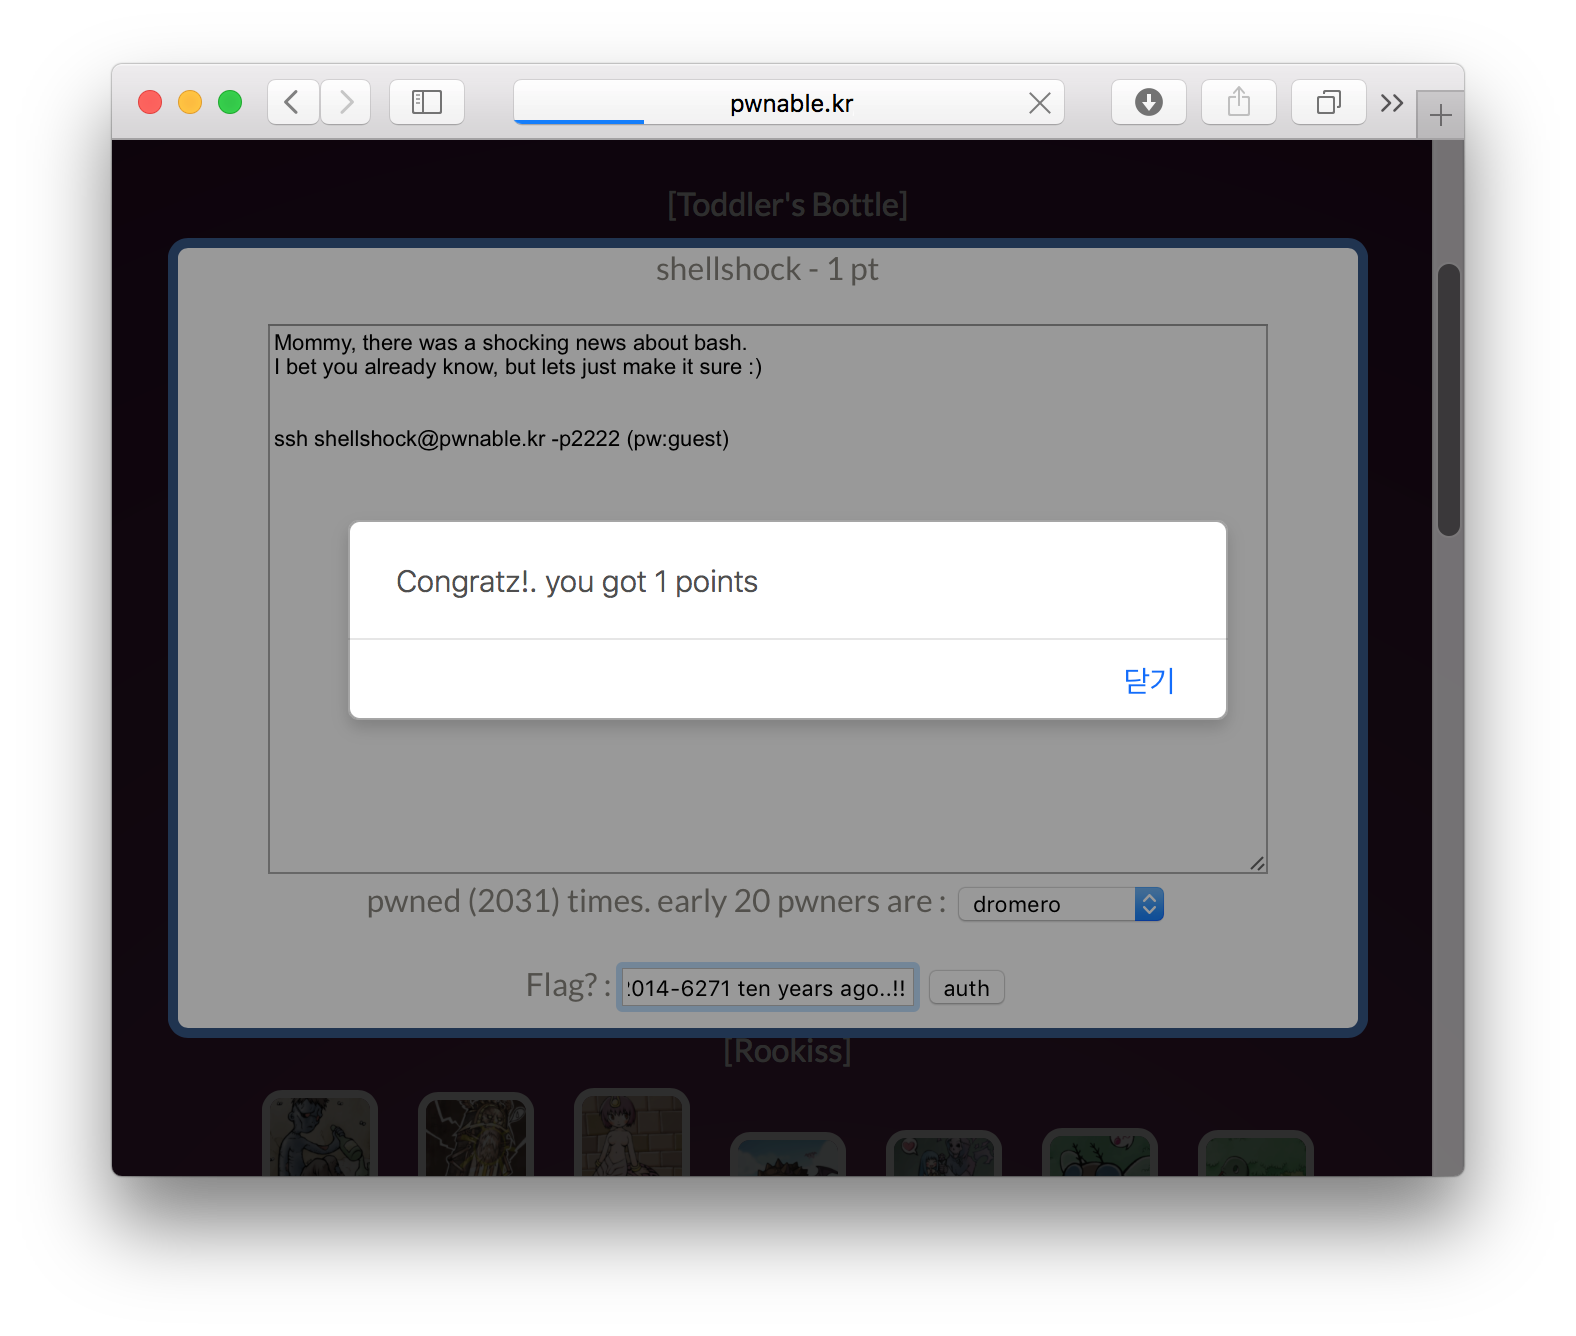 pwnable.kr
[Toddler's Bottle]
shellshock - 1 pt
Mommy, there was a shocking news about bash.
I bet you already know, but lets just make it sure :)
ssh shellshock@pwnable.kr -p2222 (pw:guest)
Congratz!. you got 1 points
닫기
pwned (2031) times. early 20 pwners are : dromero
Flag? : 2014-6271 ten years ago..!! auth
[Rookiss]